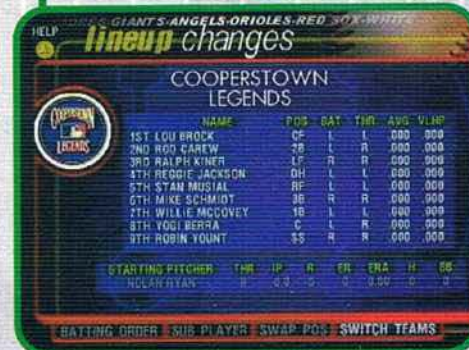 GIANTS-ANGELS-ORIOLES-RED SOX-WHITE
HELP
lineup changes
COOPERSTOWN
LEGENDS
COOPERSTOWN
LEGENDS
NAME POS BAT THR AVG VLHP
1ST LOU BROCK CF L L .000 .000
2ND ROD CAREW 2B L R .000 .000
3RD RALPH KINER LF R R .000 .000
4TH REGGIE JACKSON DH L L .000 .000
5TH STAN MUSIAL RF L L .000 .000
6TH MIKE SCHMIDT 3B R R .000 .000
7TH WILLIE MCCOVEY 1B L L .000 .000
8TH YOGI BERRA C L R .000 .000
9TH ROBIN YOUNT SS R R .000 .000
STARTING PITCHER THR IP R ER ERA H BB
NOLAN RYAN R 0.0 0 0 0.00 0 0
BATTING ORDER SUB PLAYER SWAP POS SWITCH TEAMS